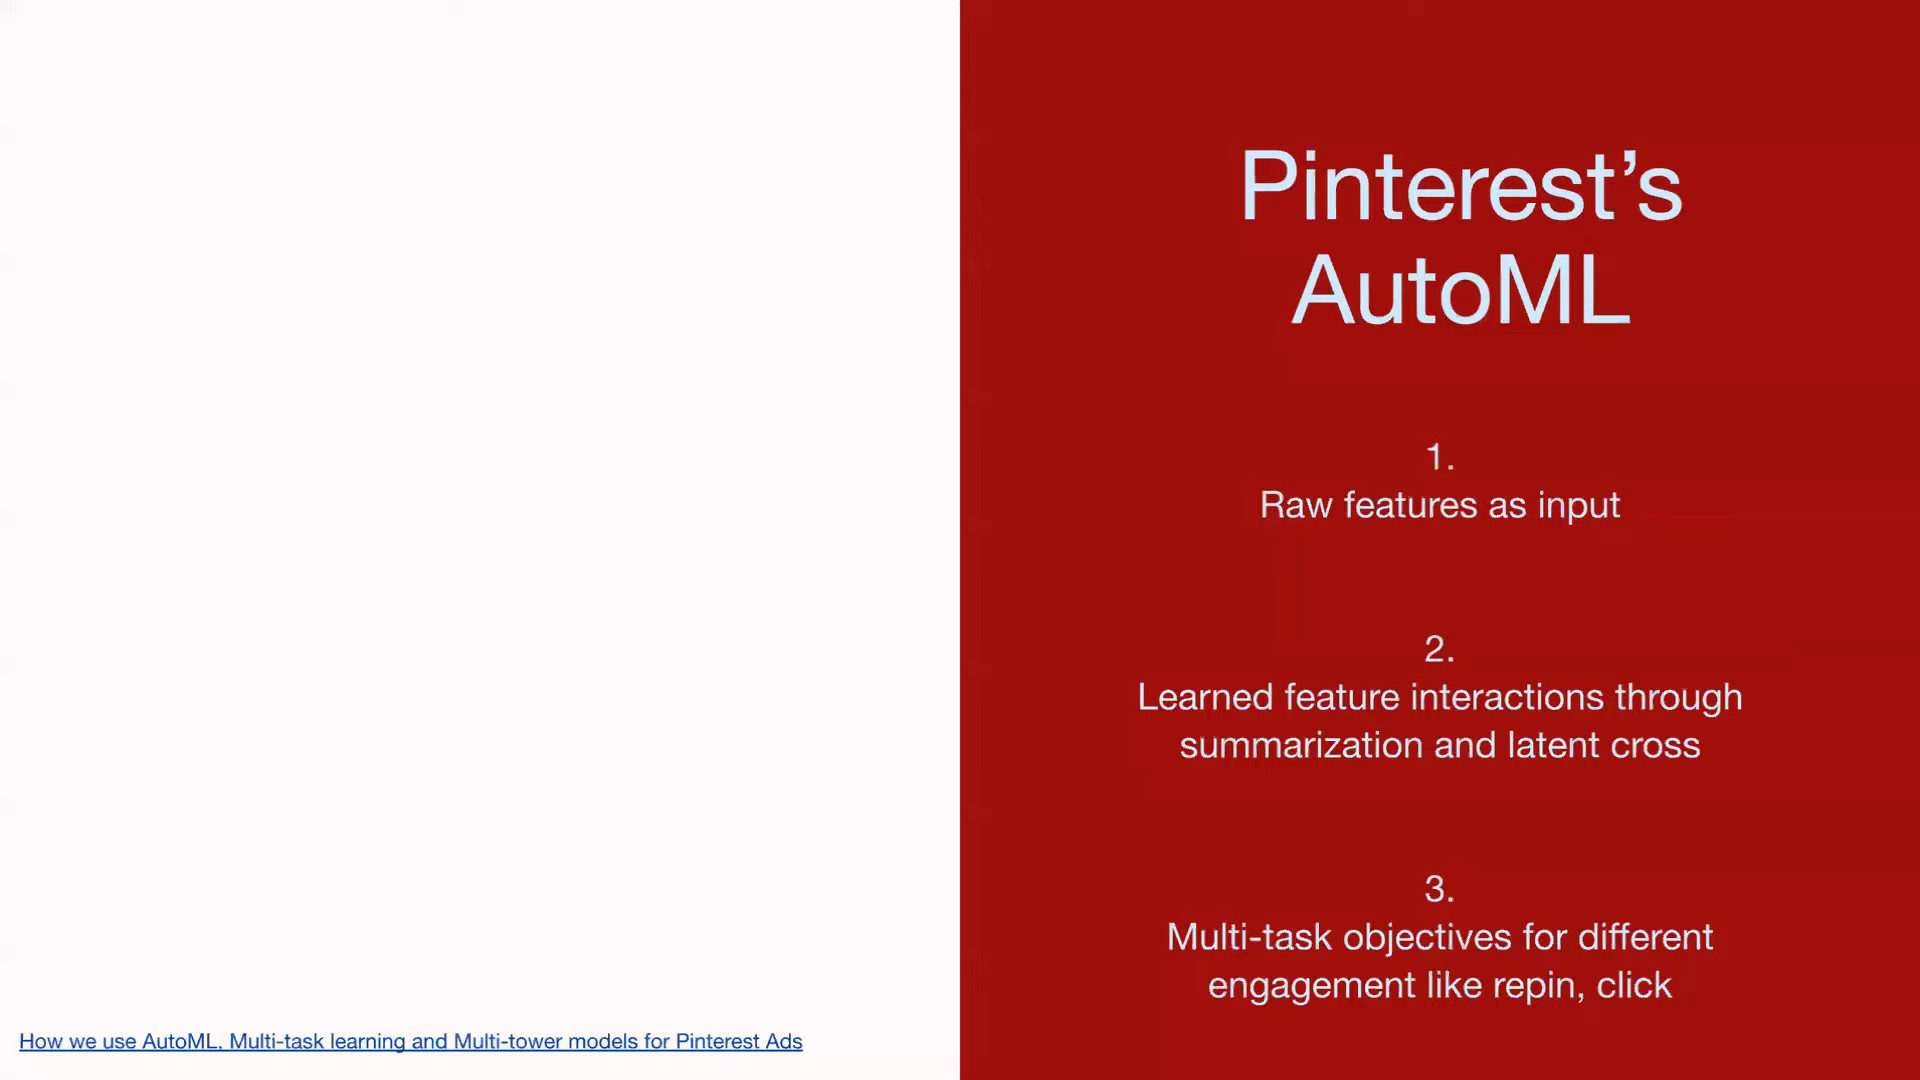 Pinterest’s
AutoML
1.
Raw features as input
2.
Learned feature interactions through
summarization and latent cross
3.
Multi-task objectives for different
engagement like repin, click
How we use AutoML, Multi-task learning and Multi-tower models for Pinterest Ads